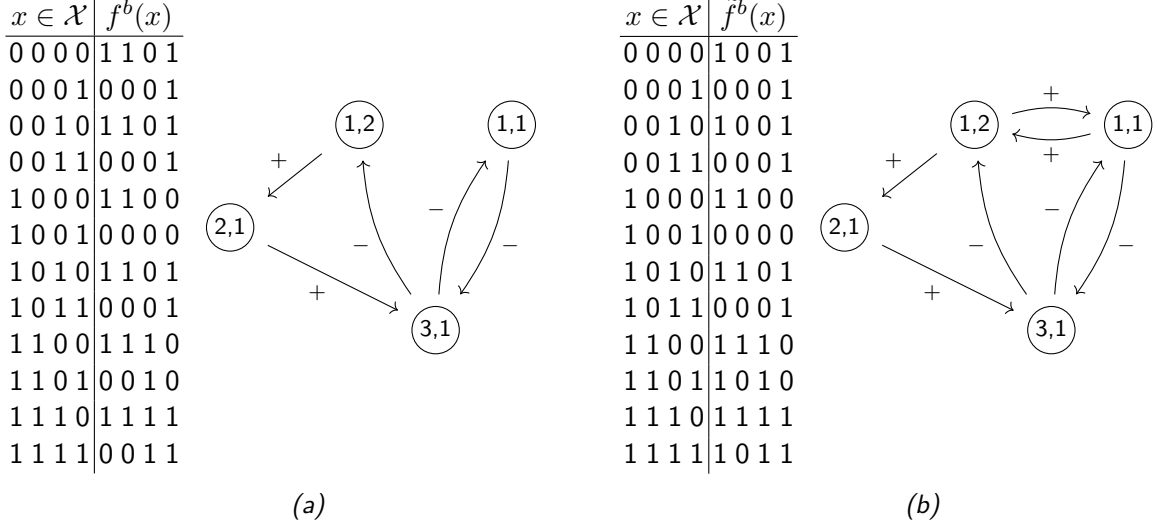 x ∈ 𝒳 f^b(x)
0 0 0 0 1 1 0 1
0 0 0 1 0 0 0 1
0 0 1 0 1 1 0 1
0 0 1 1 0 0 0 1
1 0 0 0 1 1 0 0
1 0 0 1 0 0 0 0
1 0 1 0 1 1 0 1
1 0 1 1 0 0 0 1
1 1 0 0 1 1 1 0
1 1 0 1 0 0 1 0
1 1 1 0 1 1 1 1
1 1 1 1 0 0 1 1
1,2
1,1
+
2,1
−
−
−
+
3,1
(a)
x ∈ 𝒳 f̃^b(x)
0 0 0 0 1 0 0 1
0 0 0 1 0 0 0 1
0 0 1 0 1 0 0 1
0 0 1 1 0 0 0 1
1 0 0 0 1 1 0 0
1 0 0 1 0 0 0 0
1 0 1 0 1 1 0 1
1 0 1 1 0 0 0 1
1 1 0 0 1 1 1 0
1 1 0 1 1 0 1 0
1 1 1 0 1 1 1 1
1 1 1 1 1 0 1 1
+
1,2
1,1
+
+
2,1
−
−
−
+
3,1
(b)